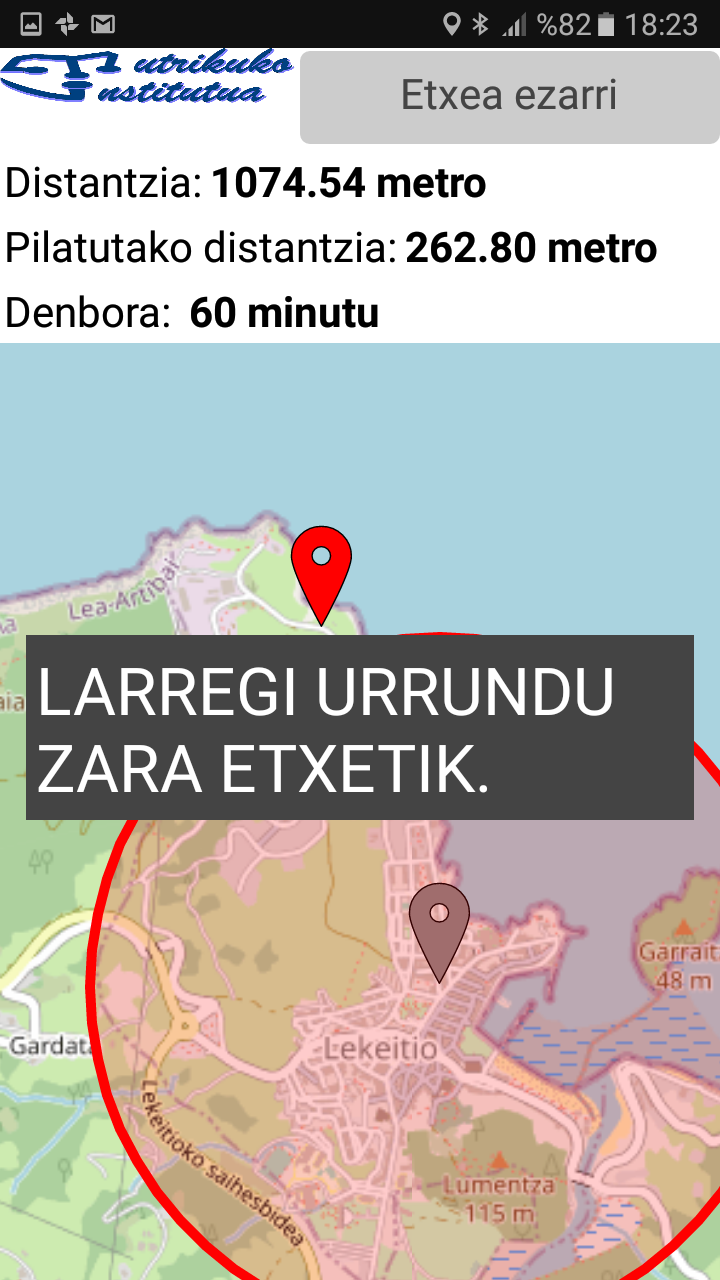 %82 18:23
utrikuko
nstitutua
Etxea ezarri
Distantzia: 1074.54 metro
Pilatutako distantzia: 262.80 metro
Denbora: 60 minutu
Lea-Artibai
LARREGI URRUNDU
ZARA ETXETIK.
Garrait
48 m
Gardata
Lekeitio
Lekeitioko saihesbidea
Lumentza
115 m